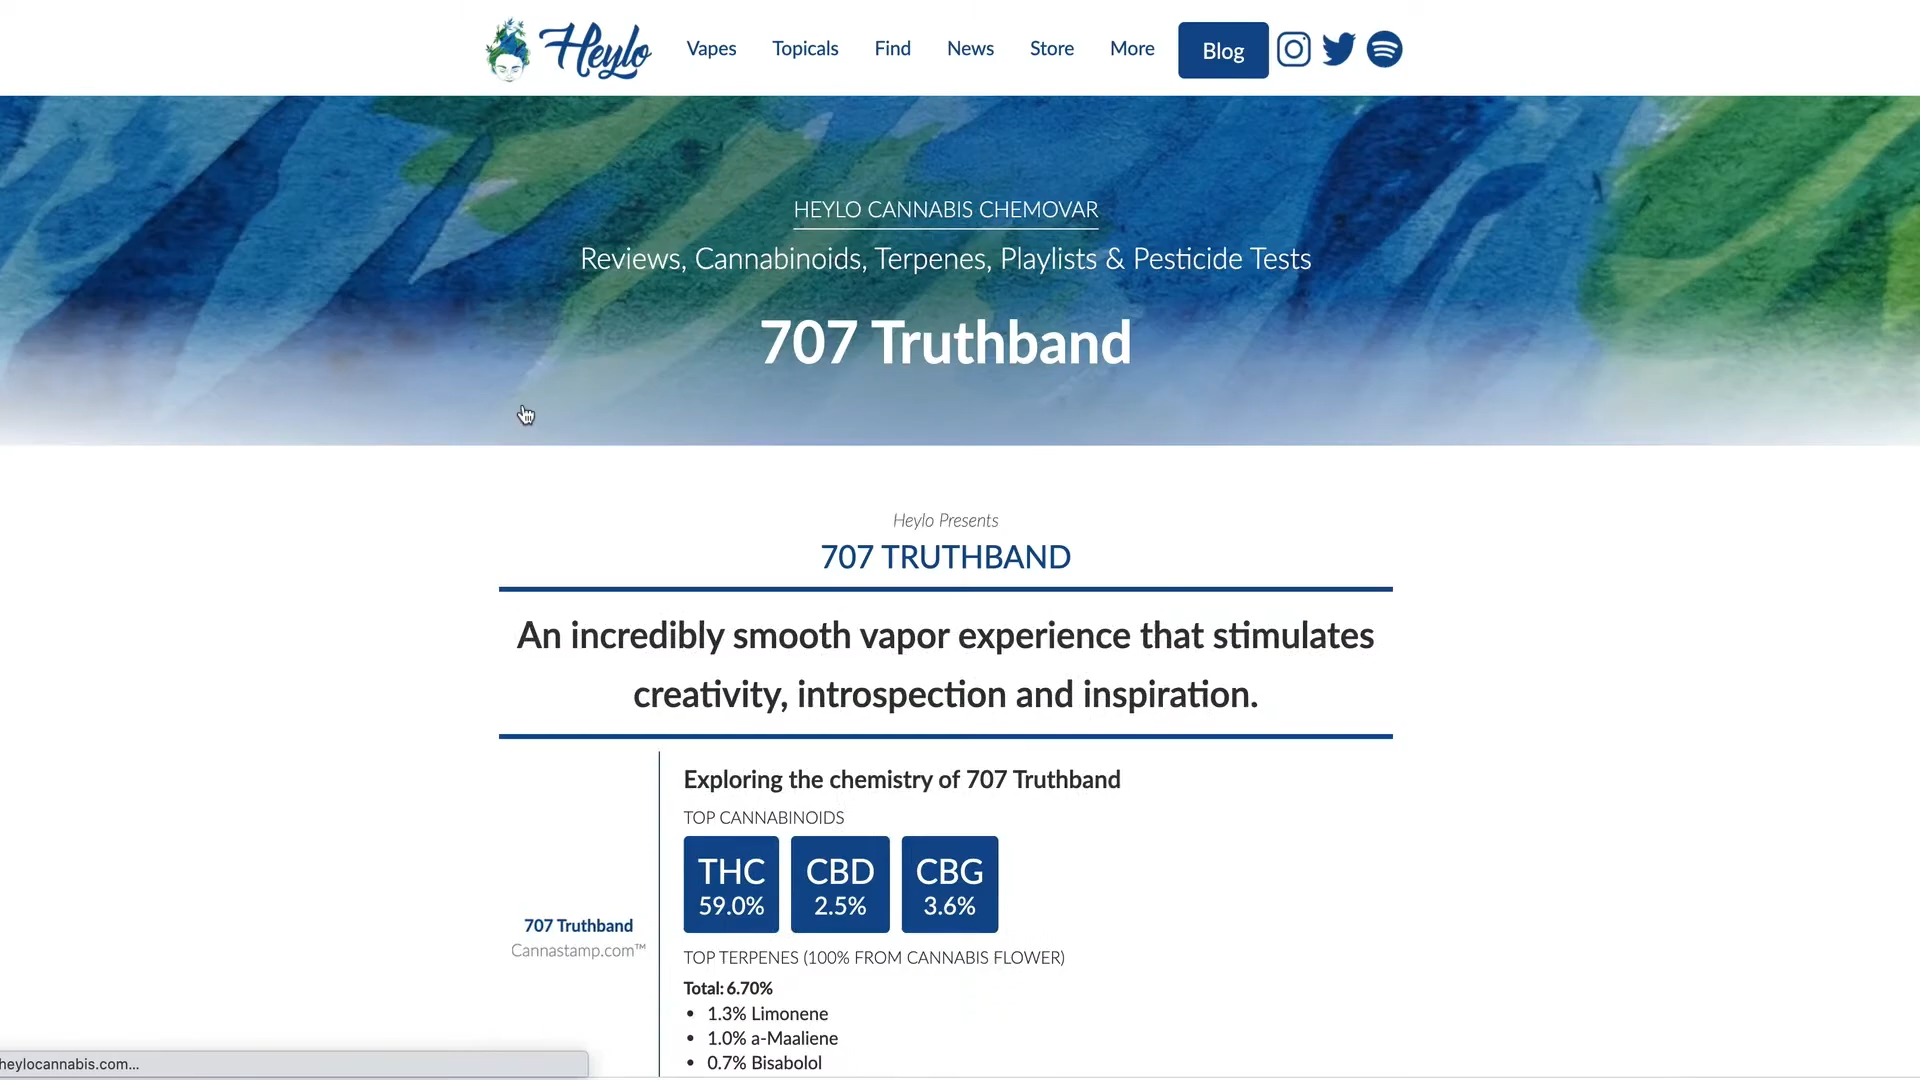 Heylo
Vapes
Topicals
Find
News
Store
More
Blog
HEYLO CANNABIS CHEMOVAR
Reviews, Cannabinoids, Terpenes, Playlists & Pesticide Tests
707 Truthband
Heylo Presents
707 TRUTHBAND
An incredibly smooth vapor experience that stimulates
creativity, introspection and inspiration.
Exploring the chemistry of 707 Truthband
TOP CANNABINOIDS
THC
59.0%
CBD
2.5%
CBG
3.6%
707 Truthband
Cannastamp.com™
TOP TERPENES (100% FROM CANNABIS FLOWER)
Total: 6.70%
• 1.3% Limonene
• 1.0% a-Maaliene
• 0.7% Bisabolol
heylocannabis.com...